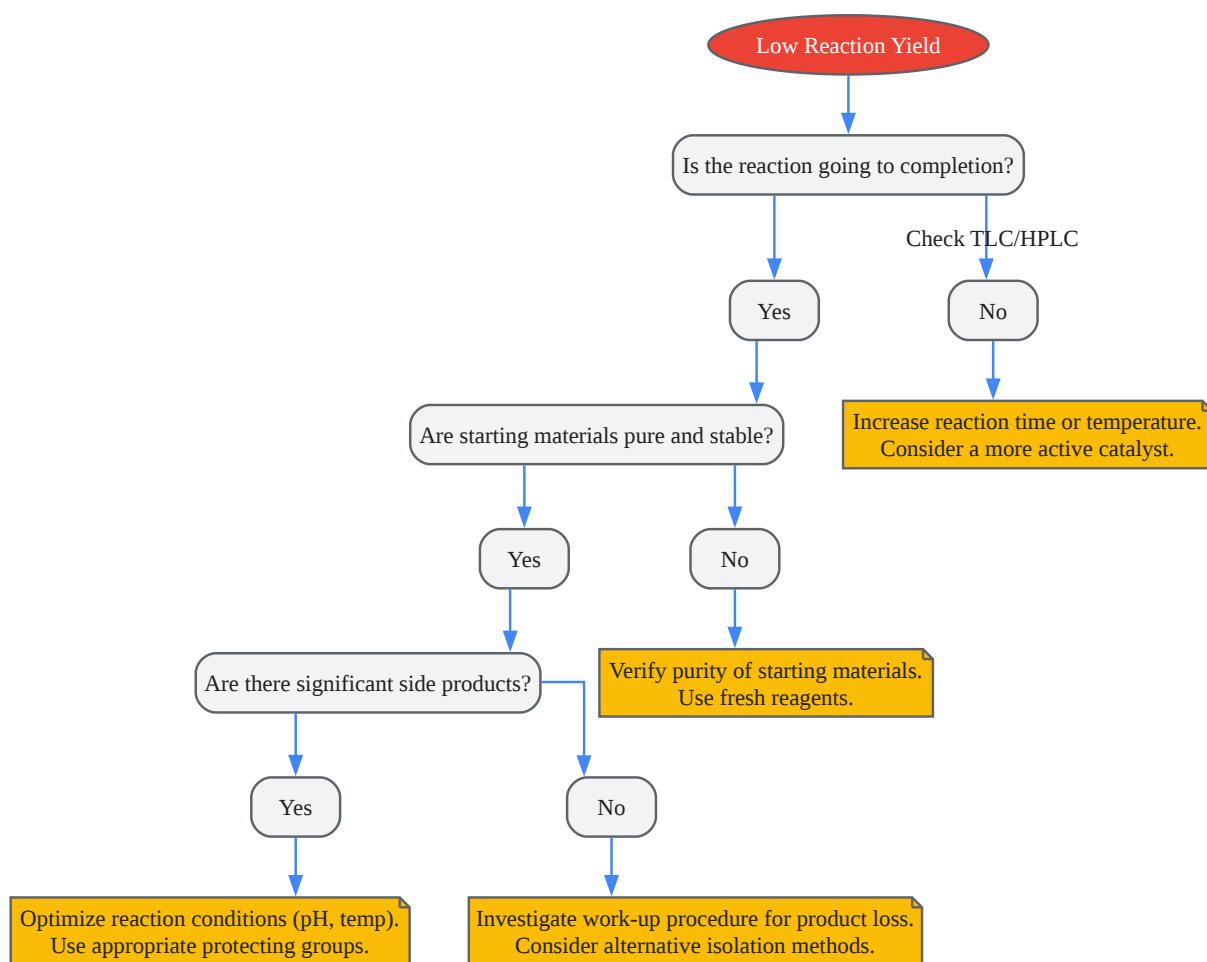 Low Reaction Yield
Is the reaction going to completion?
Check TLC/HPLC
Yes
No
Increase reaction time or temperature.
Consider a more active catalyst.
Are starting materials pure and stable?
Yes
No
Verify purity of starting materials.
Use fresh reagents.
Are there significant side products?
Yes
No
Optimize reaction conditions (pH, temp).
Use appropriate protecting groups.
Investigate work-up procedure for product loss.
Consider alternative isolation methods.